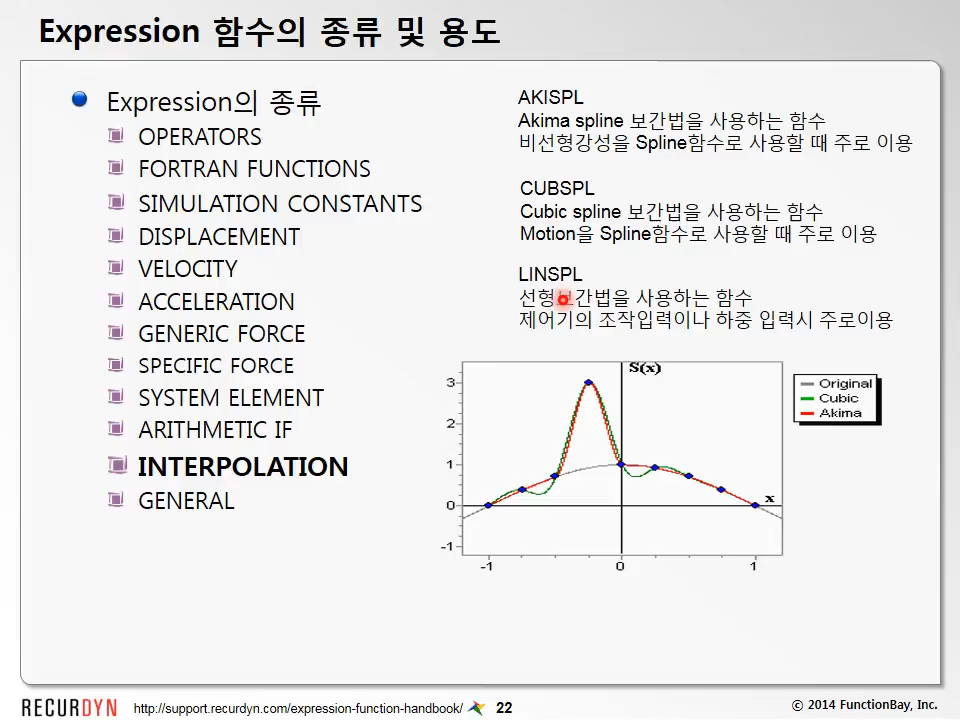 Expression 함수의 종류 및 용도
Expression의 종류
OPERATORS
FORTRAN FUNCTIONS
SIMULATION CONSTANTS
DISPLACEMENT
VELOCITY
ACCELERATION
GENERIC FORCE
SPECIFIC FORCE
SYSTEM ELEMENT
ARITHMETIC IF
INTERPOLATION
GENERAL
AKISPL
Akima spline 보간법을 사용하는 함수
비선형강성을 Spline함수로 사용할 때 주로 이용
CUBSPL
Cubic spline 보간법을 사용하는 함수
Motion을 Spline함수로 사용할 때 주로 이용
LINSPL
선형보간법을 사용하는 함수
제어기의 조작입력이나 하중 입력시 주로이용
S(x)
3
2
1
0
-1
-1
0
1
x
Original
Cubic
Akima
RECURDYN
http://support.recurdyn.com/expression-function-handbook/
22
© 2014 FunctionBay, Inc.